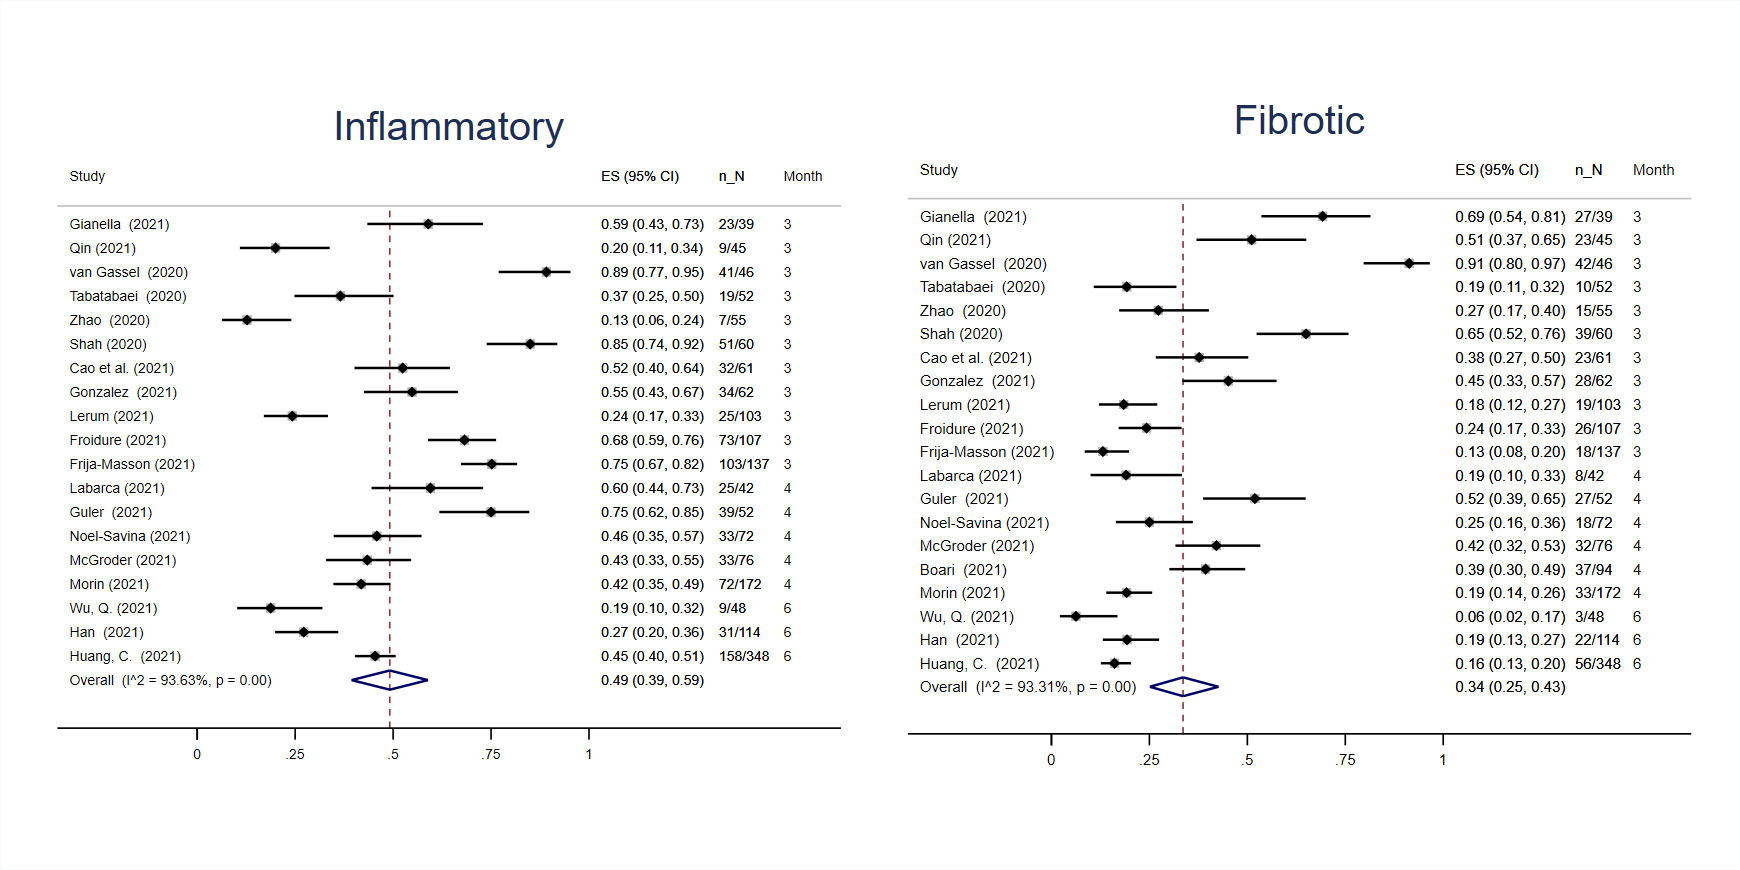 Inflammatory
Study ES (95% CI) n_N Month
Gianella (2021) 0.59 (0.43, 0.73) 23/39 3
Qin (2021) 0.20 (0.11, 0.34) 9/45 3
van Gassel (2020) 0.89 (0.77, 0.95) 41/46 3
Tabatabaei (2020) 0.37 (0.25, 0.50) 19/52 3
Zhao (2020) 0.13 (0.06, 0.24) 7/55 3
Shah (2020) 0.85 (0.74, 0.92) 51/60 3
Cao et al. (2021) 0.52 (0.40, 0.64) 32/61 3
Gonzalez (2021) 0.55 (0.43, 0.67) 34/62 3
Lerum (2021) 0.24 (0.17, 0.33) 25/103 3
Froidure (2021) 0.68 (0.59, 0.76) 73/107 3
Frija-Masson (2021) 0.75 (0.67, 0.82) 103/137 3
Labarca (2021) 0.60 (0.44, 0.73) 25/42 4
Guler (2021) 0.75 (0.62, 0.85) 39/52 4
Noel-Savina (2021) 0.46 (0.35, 0.57) 33/72 4
McGroder (2021) 0.43 (0.33, 0.55) 33/76 4
Morin (2021) 0.42 (0.35, 0.49) 72/172 4
Wu, Q. (2021) 0.19 (0.10, 0.32) 9/48 6
Han (2021) 0.27 (0.20, 0.36) 31/114 6
Huang, C. (2021) 0.45 (0.40, 0.51) 158/348 6
Overall (I^2 = 93.63%, p = 0.00) 0.49 (0.39, 0.59)
0 .25 .5 .75 1
Fibrotic
Study ES (95% CI) n_N Month
Gianella (2021) 0.69 (0.54, 0.81) 27/39 3
Qin (2021) 0.51 (0.37, 0.65) 23/45 3
van Gassel (2020) 0.91 (0.80, 0.97) 42/46 3
Tabatabaei (2020) 0.19 (0.11, 0.32) 10/52 3
Zhao (2020) 0.27 (0.17, 0.40) 15/55 3
Shah (2020) 0.65 (0.52, 0.76) 39/60 3
Cao et al. (2021) 0.38 (0.27, 0.50) 23/61 3
Gonzalez (2021) 0.45 (0.33, 0.57) 28/62 3
Lerum (2021) 0.18 (0.12, 0.27) 19/103 3
Froidure (2021) 0.24 (0.17, 0.33) 26/107 3
Frija-Masson (2021) 0.13 (0.08, 0.20) 18/137 3
Labarca (2021) 0.19 (0.10, 0.33) 8/42 4
Guler (2021) 0.52 (0.39, 0.65) 27/52 4
Noel-Savina (2021) 0.25 (0.16, 0.36) 18/72 4
McGroder (2021) 0.42 (0.32, 0.53) 32/76 4
Boari (2021) 0.39 (0.30, 0.49) 37/94 4
Morin (2021) 0.19 (0.14, 0.26) 33/172 4
Wu, Q. (2021) 0.06 (0.02, 0.17) 3/48 6
Han (2021) 0.19 (0.13, 0.27) 22/114 6
Huang, C. (2021) 0.16 (0.13, 0.20) 56/348 6
Overall (I^2 = 93.31%, p = 0.00) 0.34 (0.25, 0.43)
0 .25 .5 .75 1